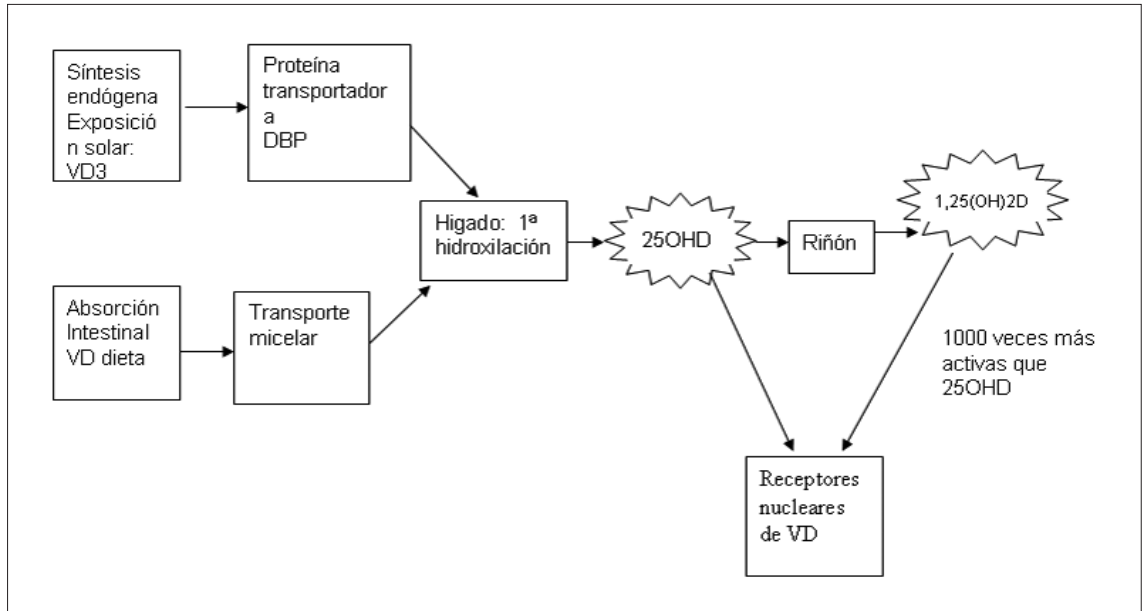 Síntesis
endógena
Exposició
n solar:
VD3
Proteína
transportador
a
DBP
Higado: 1ª
hidroxilación
25OHD
Riñón
1,25(OH)2D
Absorción
Intestinal
VD dieta
Transporte
micelar
1000 veces más
activas que
25OHD
Receptores
nucleares
de VD